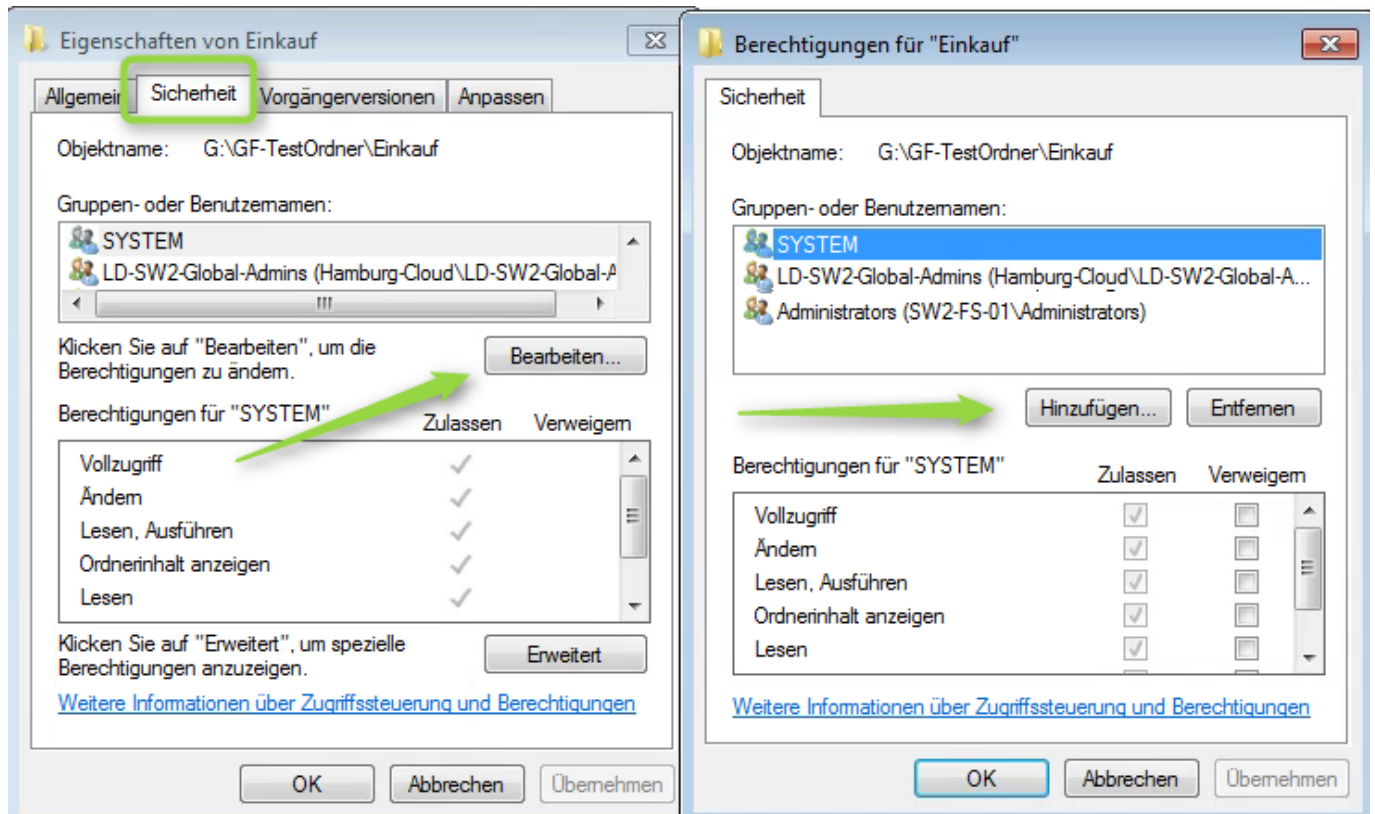 Eigenschaften von Einkauf
Allgemein Sicherheit Vorgängerversionen Anpassen
Objektname: G:\GF-TestOrdner\Einkauf
Gruppen- oder Benutzernamen:
SYSTEM
LD-SW2-Global-Admins (Hamburg-Cloud\LD-SW2-Global-A
Klicken Sie auf "Bearbeiten", um die
Berechtigungen zu ändern.
Bearbeiten...
Berechtigungen für "SYSTEM" Zulassen Verweigern
Vollzugriff
Ändern
Lesen, Ausführen
Ordnerinhalt anzeigen
Lesen
Klicken Sie auf "Erweitert", um spezielle
Berechtigungen anzuzeigen.
Erweitert
Weitere Informationen über Zugriffssteuerung und Berechtigungen
OK Abbrechen Übernehmen
Berechtigungen für "Einkauf"
Sicherheit
Objektname: G:\GF-TestOrdner\Einkauf
Gruppen- oder Benutzernamen:
SYSTEM
LD-SW2-Global-Admins (Hamburg-Cloud\LD-SW2-Global-A...
Administrators (SW2-FS-01\Administrators)
Hinzufügen... Entfernen
Berechtigungen für "SYSTEM" Zulassen Verweigern
Vollzugriff
Ändern
Lesen, Ausführen
Ordnerinhalt anzeigen
Lesen
Weitere Informationen über Zugriffssteuerung und Berechtigungen
OK Abbrechen Übernehmen